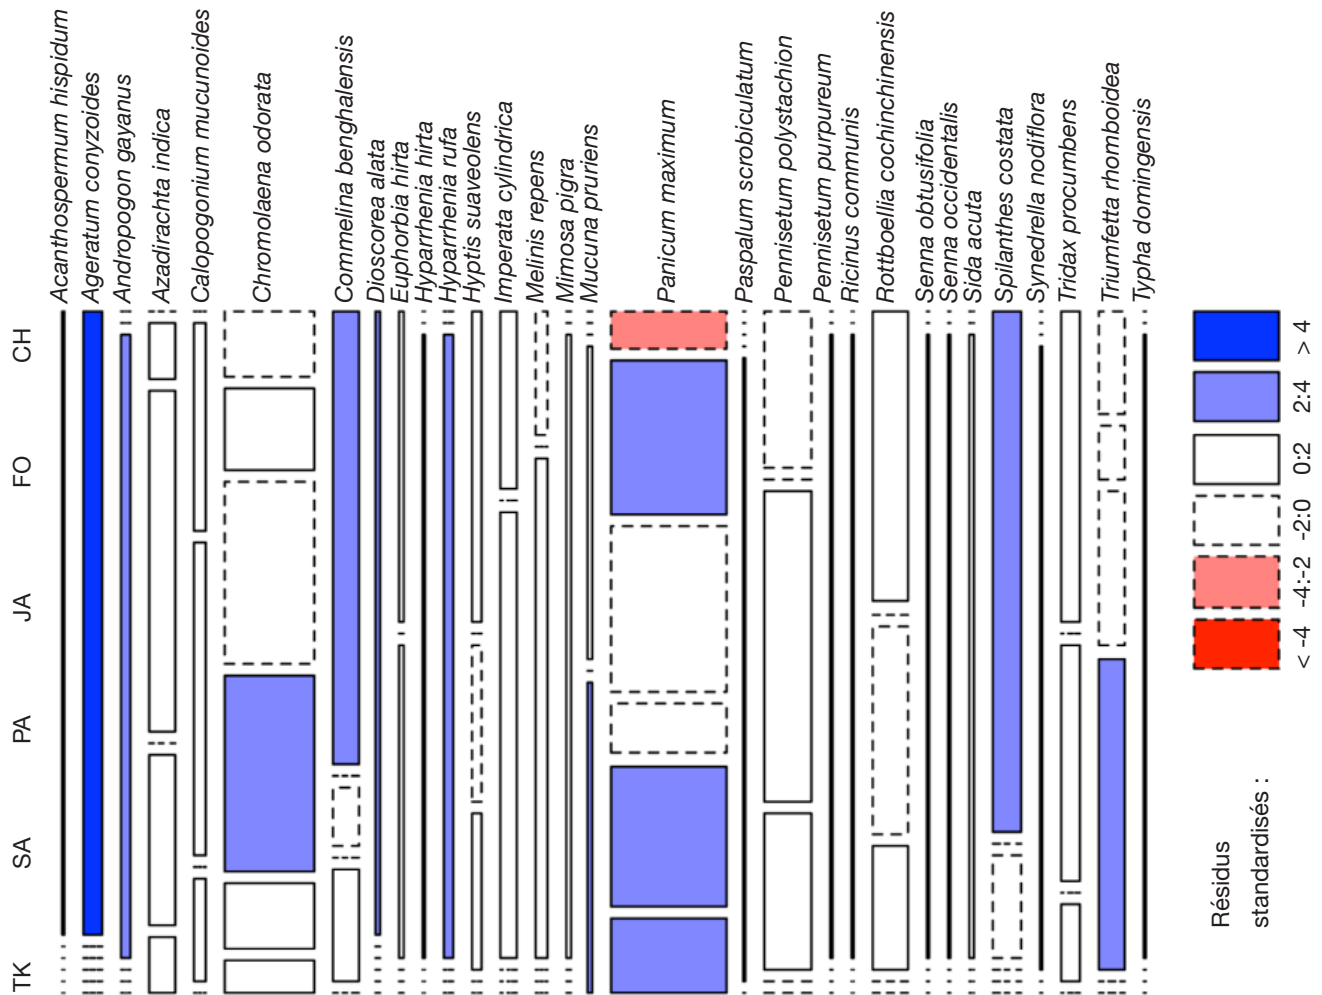 Acanthospermum hispidum
Ageratum conyzoides
Andropogon gayanus
Azadirachta indica
Calopogonium mucunoides
Chromolaena odorata
Commelina benghalensis
Dioscorea alata
Euphorbia hirta
Hyparrhenia hirta
Hyparrhenia rufa
Hyptis suaveolens
Imperata cylindrica
Melinis repens
Mimosa pigra
Mucuna pruriens
Panicum maximum
Paspalum scrobiculatum
Pennisetum polystachion
Pennisetum purpureum
Ricinus communis
Rottboellia cochinchinensis
Senna obtusifolia
Senna occidentalis
Sida acuta
Spilanthes costata
Synedrella nodiflora
Tridax procumbens
Triumfetta rhomboidea
Typha domingensis
TK
SA
PA
JA
FO
CH
Résidus
standardisés :
< -4
-4:-2
-2:0
0:2
2:4
> 4